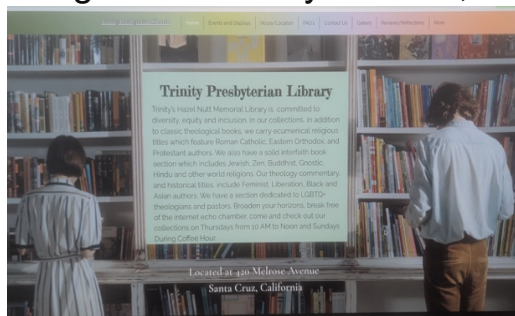 Home Events and Displays Hours/Location FAQs Contact Us Gallery Reviews/Reflections More
Trinity Presbyterian Library
Trinity's Hazel Nutt Memorial Library is committed to
diversity, equity and inclusion, in our collections, in addition
to classic theological books, we carry ecumenical religious
titles which feature Roman Catholic, Eastern Orthodox, and
Protestant authors. We also have a solid interfaith book
section which includes Jewish, Zen, Buddhist, Gnostic,
Hindu and other world religions. Our theology commentary,
and historical titles, include Feminist, Liberation, Black and
Asian authors. We have a section dedicated to LGBTQ+
theologians and pastors. Broaden your horizons, break free
of the internet echo chamber, come and check out our
collections on Thursdays from 10 AM to Noon and Sundays
During Coffee Hour.
Located at 420 Melrose Avenue
Santa Cruz, California